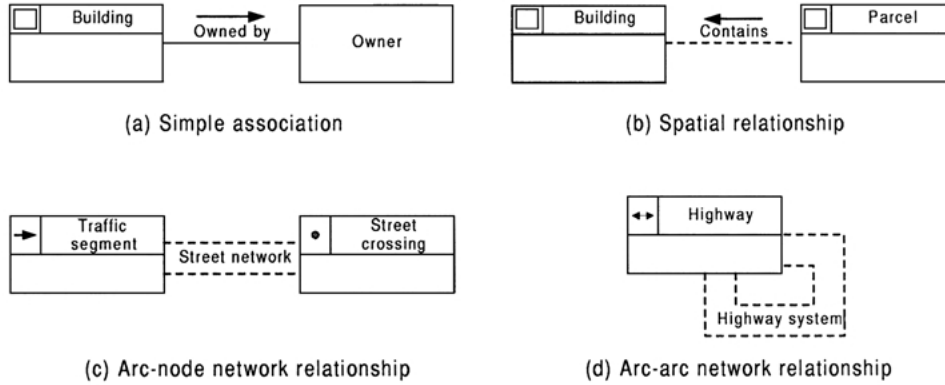 Building
Owned by
Owner
(a) Simple association
Building
Contains
Parcel
(b) Spatial relationship
Traffic
segment
Street network
Street
crossing
(c) Arc-node network relationship
Highway
Highway system
(d) Arc-arc network relationship